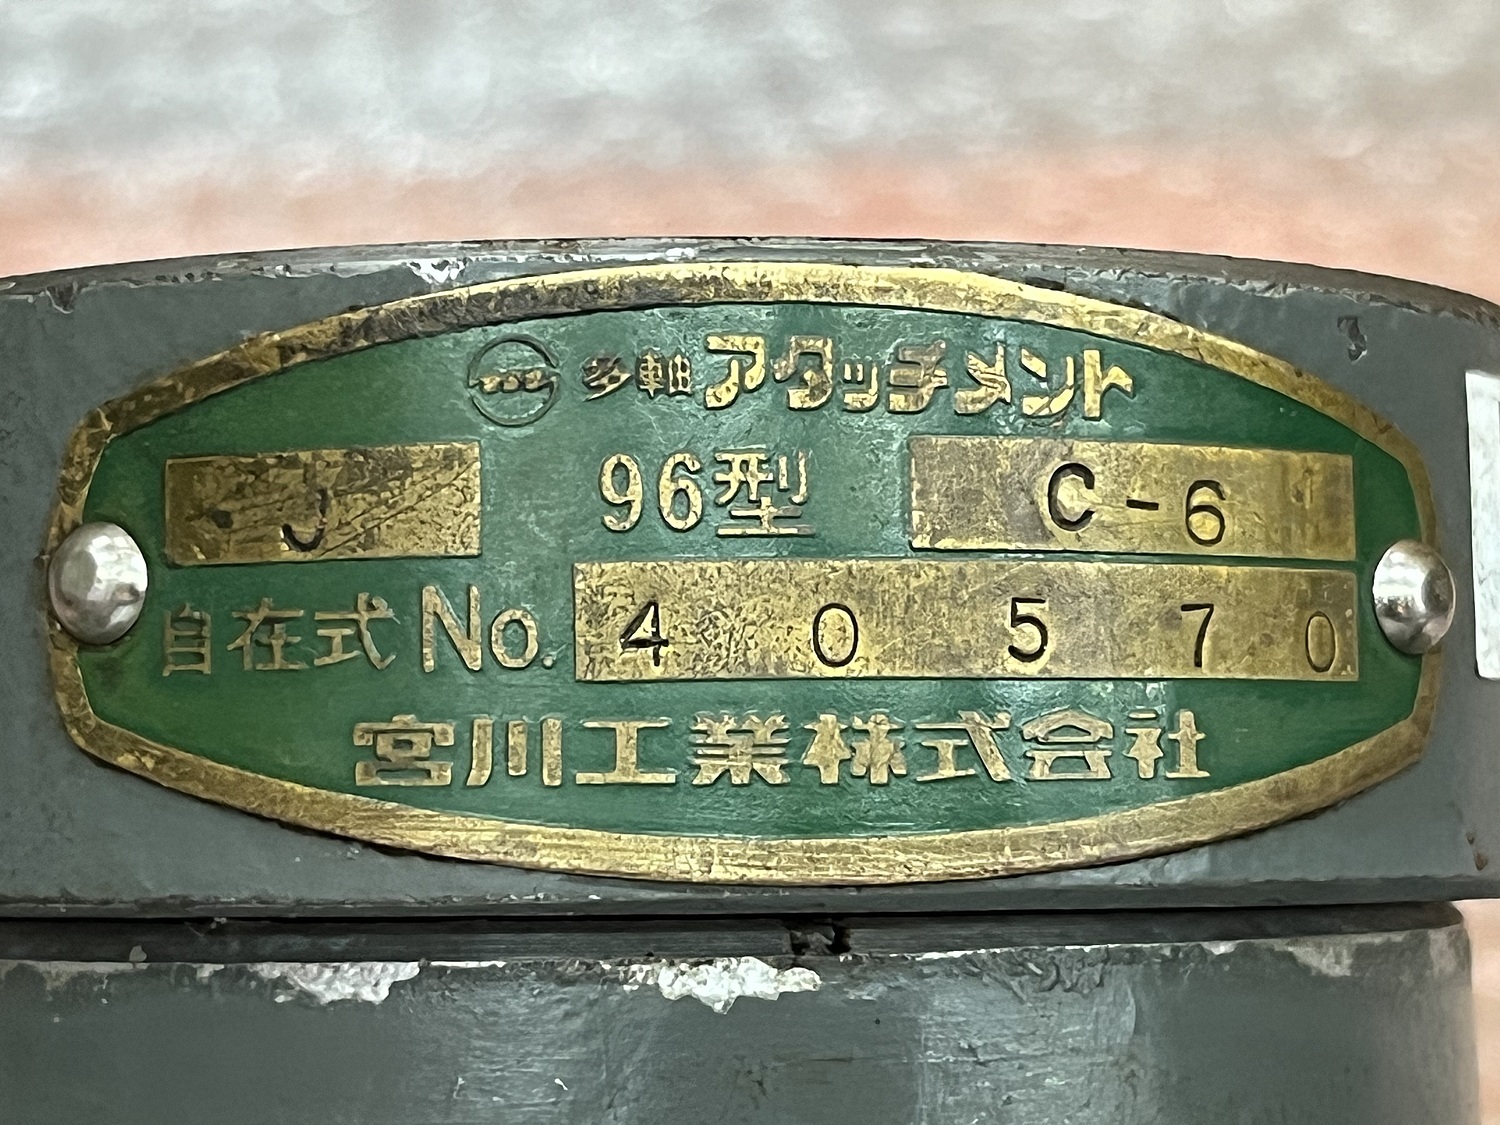 多軸アタッチメント
J 96型 C-6
自在式 No. 40570
宮川工業株式会社